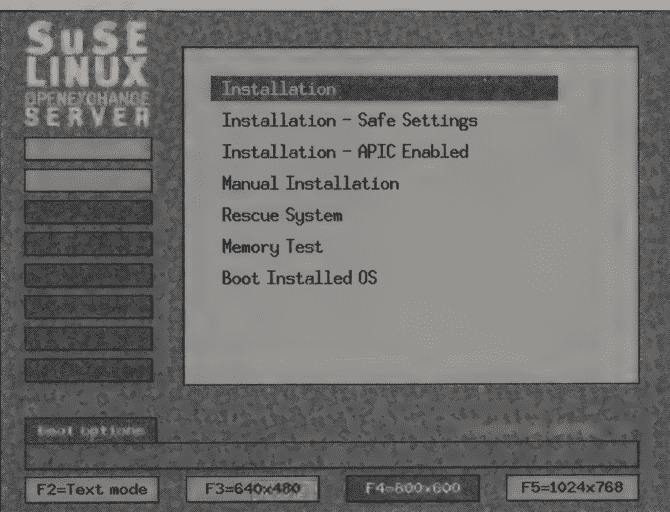 SuSE
LINUX
OPENEXCHANGE
SERVER
Installation
Installation - Safe Settings
Installation - APIC Enabled
Manual Installation
Rescue System
Memory Test
Boot Installed OS
boot options
F2=Text mode
F3=640x480
F4=800x600
F5=1024x768